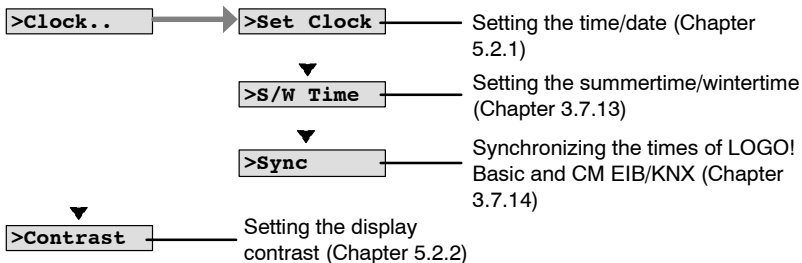 >Clock..
>Set Clock
Setting the time/date (Chapter
5.2.1)
>S/W Time
Setting the summertime/wintertime
(Chapter 3.7.13)
>Sync
Synchronizing the times of LOGO!
Basic and CM EIB/KNX (Chapter
3.7.14)
>Contrast
Setting the display
contrast (Chapter 5.2.2)